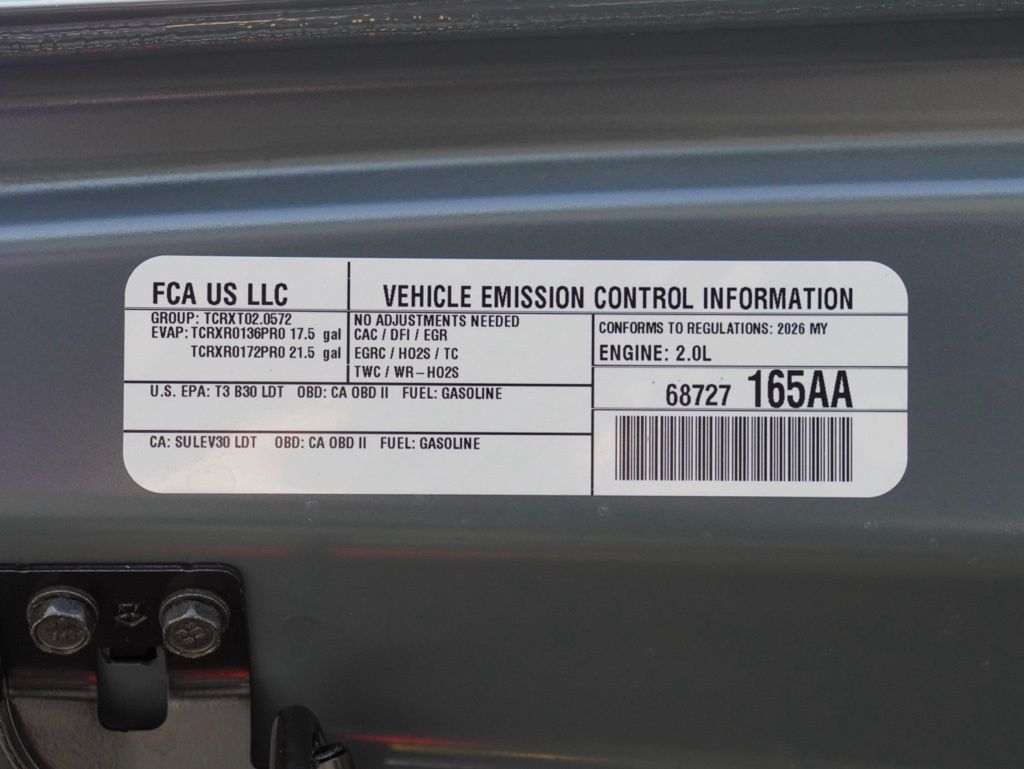 FCA US LLC
VEHICLE EMISSION CONTROL INFORMATION
GROUP: TCRXT02.0572
EVAP: TCRXR0136PR0 17.5 gal
TCRXR0172PR0 21.5 gal
NO ADJUSTMENTS NEEDED
CAC / DFI / EGR
EGRC / HO2S / TC
TWC / WR-HO2S
CONFORMS TO REGULATIONS: 2026 MY
ENGINE: 2.0L
68727 165AA
U.S. EPA: T3 B30 LDT OBD: CA OBD II FUEL: GASOLINE
CA: SULEV30 LDT OBD: CA OBD II FUEL: GASOLINE